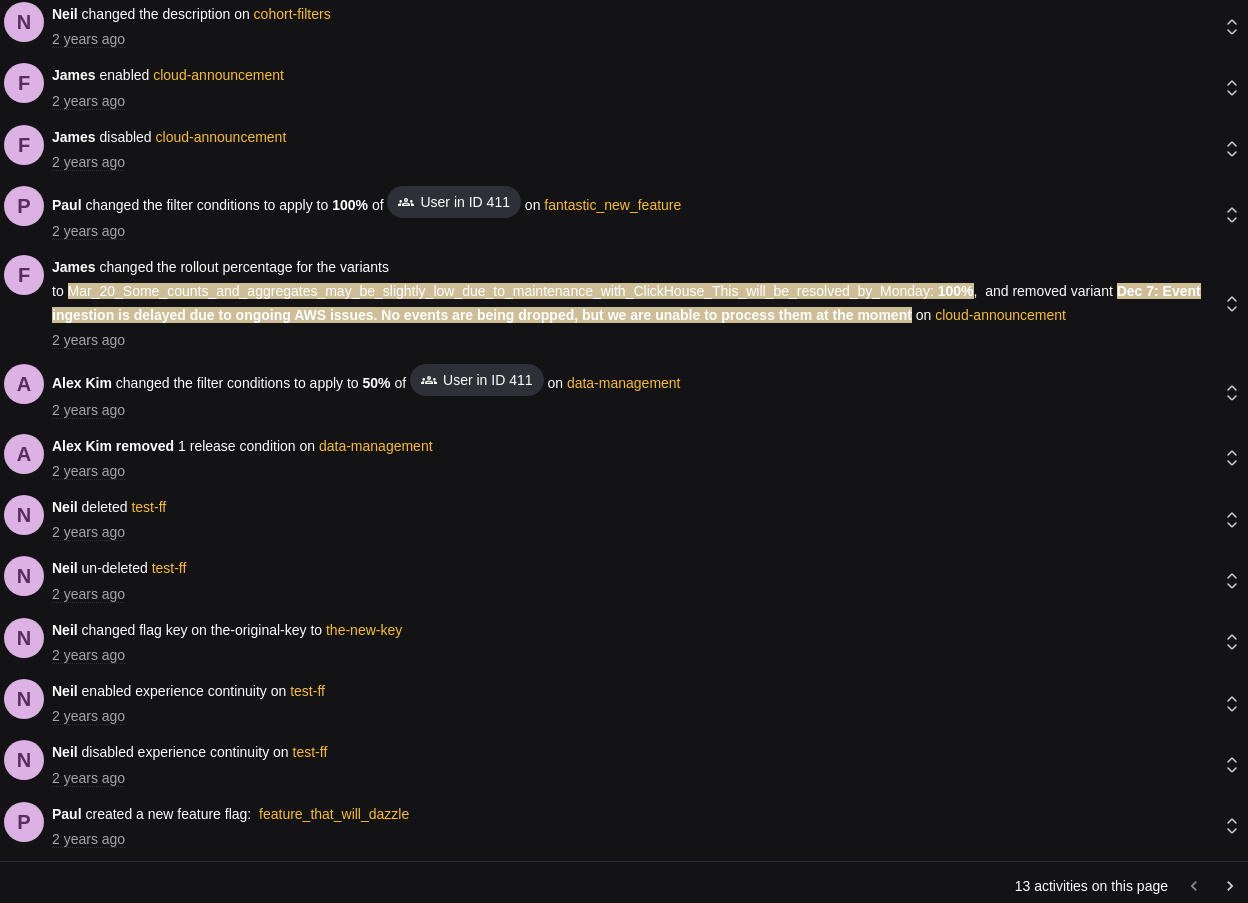 N
Neil changed the description on cohort-filters
2 years ago
F
James enabled cloud-announcement
2 years ago
F
James disabled cloud-announcement
2 years ago
P
Paul changed the filter conditions to apply to 100% of User in ID 411 on fantastic_new_feature
2 years ago
F
James changed the rollout percentage for the variants
to Mar_20_Some_counts_and_aggregates_may_be_slightly_low_due_to_maintenance_with_ClickHouse_This_will_be_resolved_by_Monday: 100%, and removed variant Dec 7: Event
ingestion is delayed due to ongoing AWS issues. No events are being dropped, but we are unable to process them at the moment on cloud-announcement
2 years ago
A
Alex Kim changed the filter conditions to apply to 50% of User in ID 411 on data-management
2 years ago
A
Alex Kim removed 1 release condition on data-management
2 years ago
N
Neil deleted test-ff
2 years ago
N
Neil un-deleted test-ff
2 years ago
N
Neil changed flag key on the-original-key to the-new-key
2 years ago
N
Neil enabled experience continuity on test-ff
2 years ago
N
Neil disabled experience continuity on test-ff
2 years ago
P
Paul created a new feature flag: feature_that_will_dazzle
2 years ago
13 activities on this page